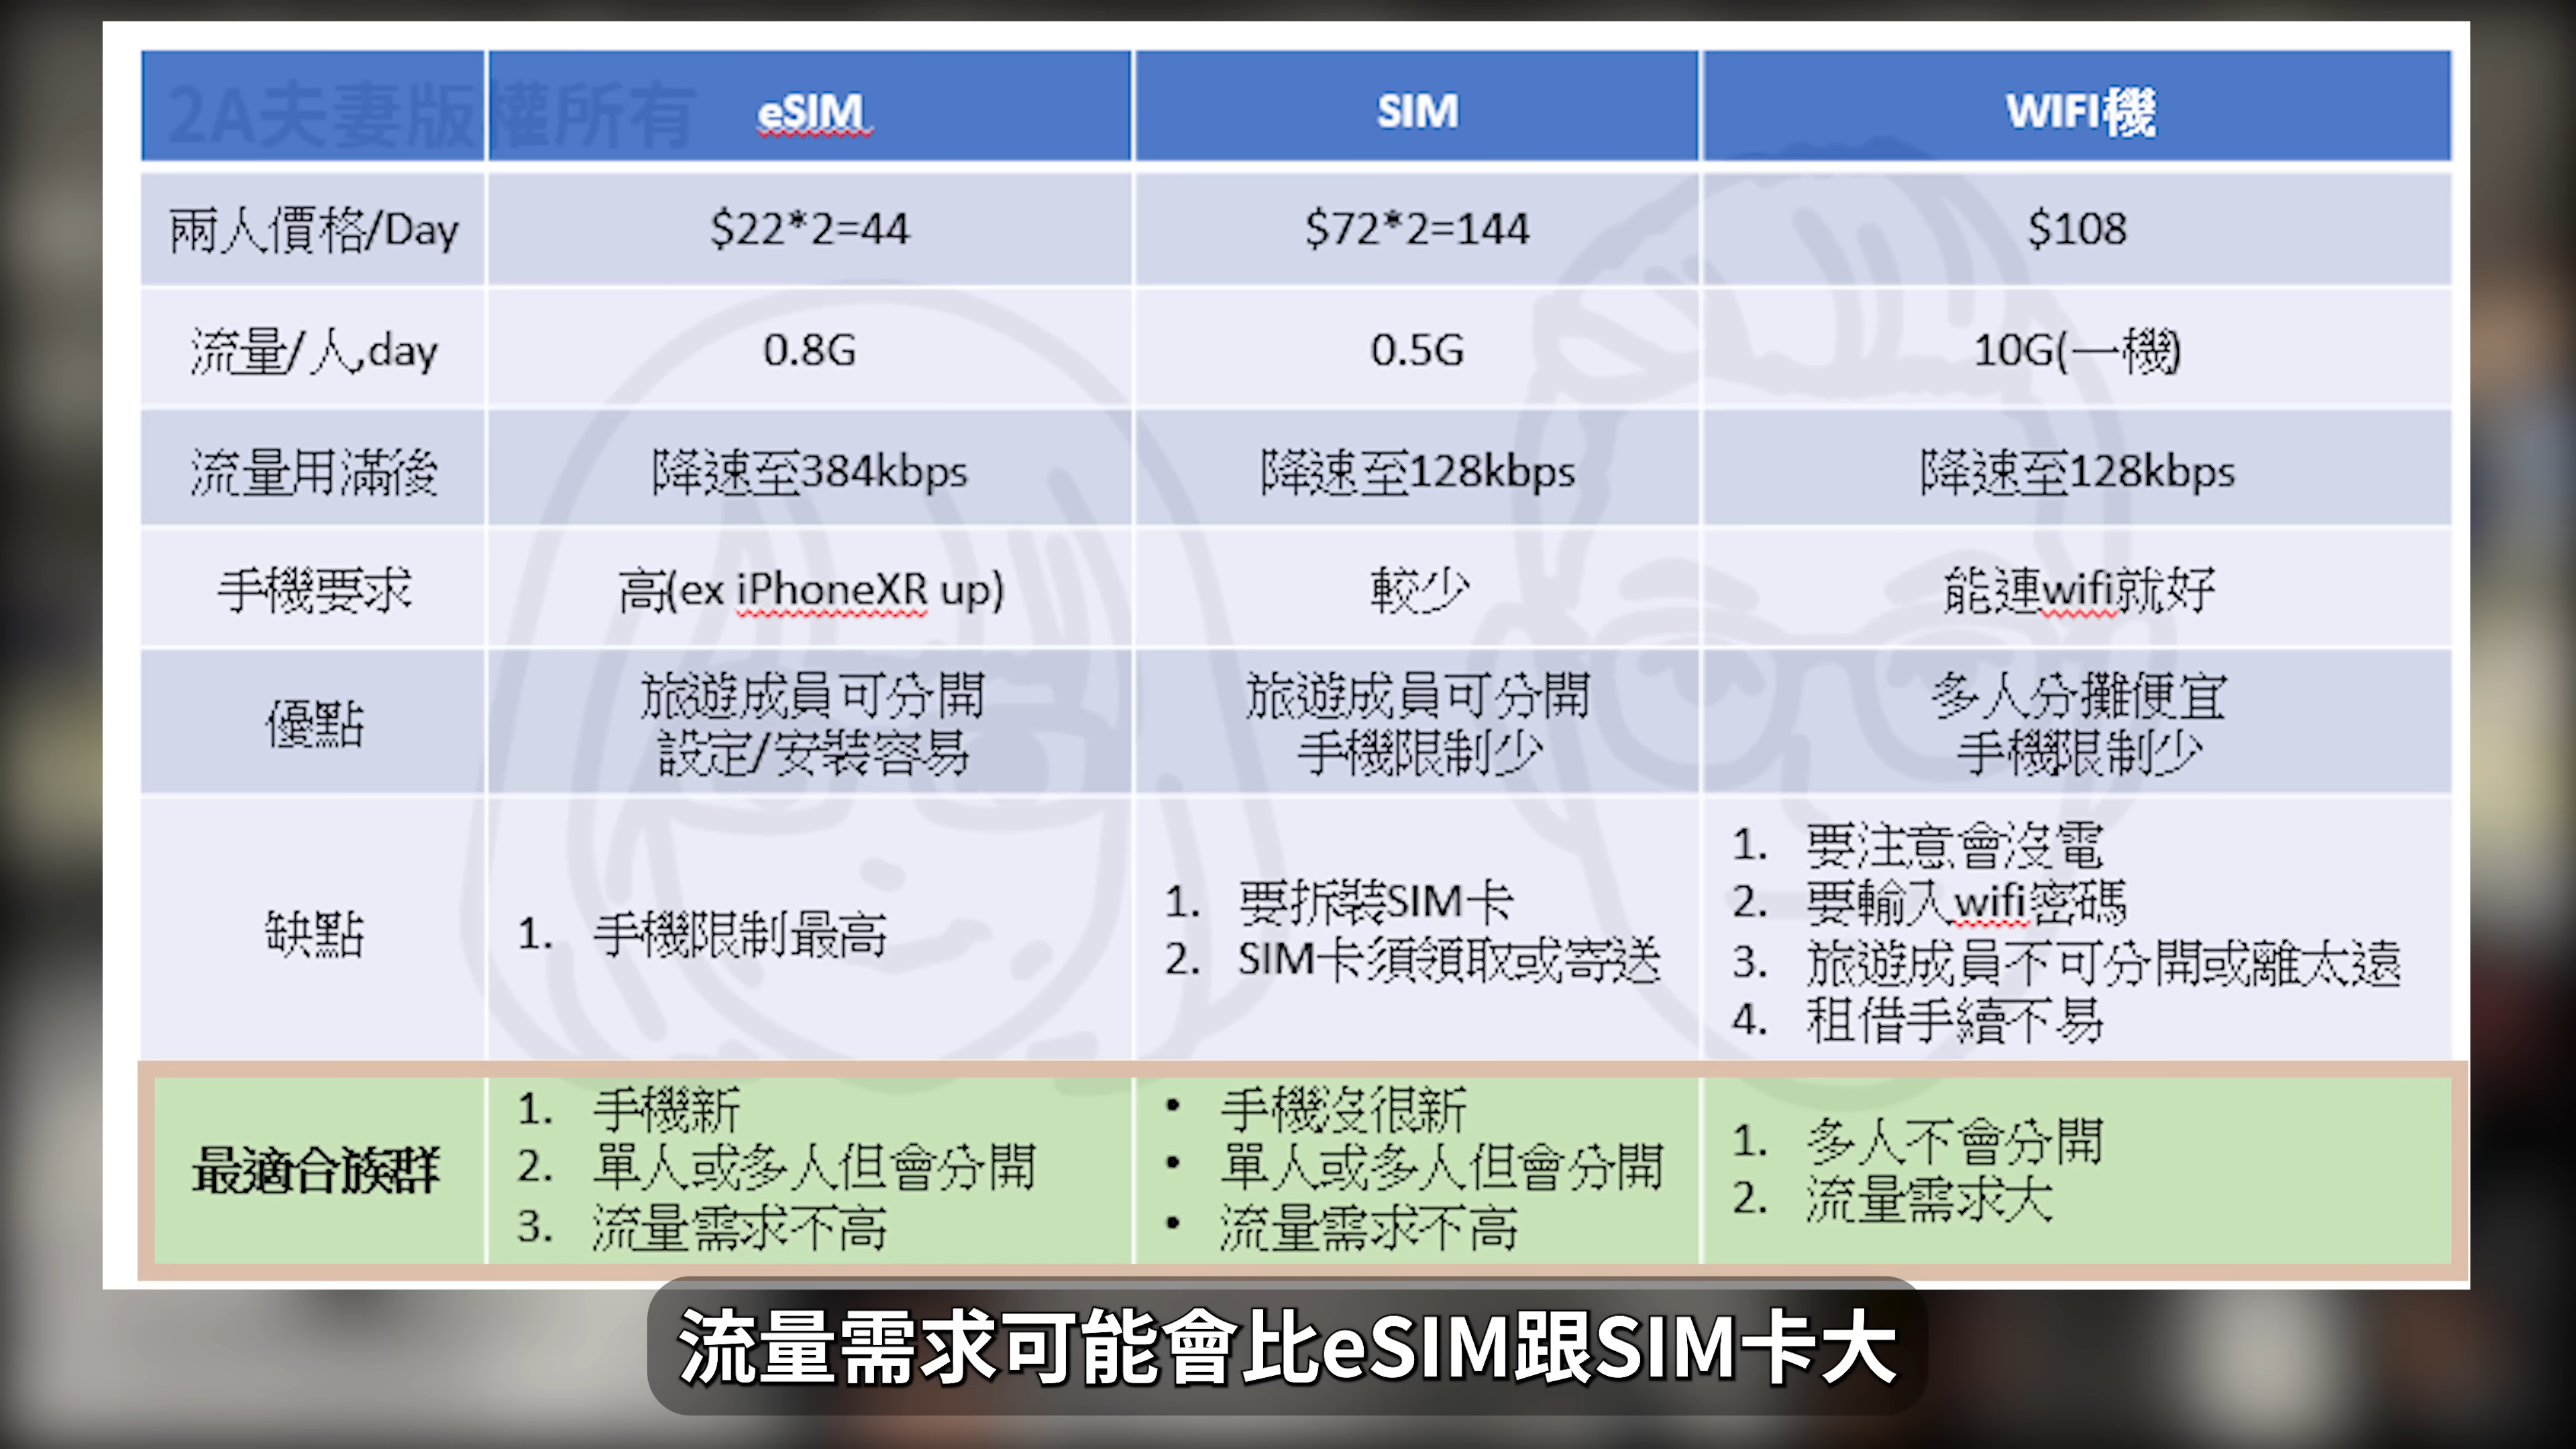 2A夫妻版權所有
eSIM
SIM
WIFI機
兩人價格/Day
$22*2=44
$72*2=144
$108
流量/人,day
0.8G
0.5G
10G(一機)
流量用滿後
降速至384kbps
降速至128kbps
降速至128kbps
手機要求
高(ex iPhoneXR up)
較少
能連wifi就好
優點
旅遊成員可分開
設定/安裝容易
旅遊成員可分開
手機限制少
多人分攤便宜
手機限制少
缺點
1. 手機限制最高
1. 要拆裝SIM卡
2. SIM卡須領取或寄送
1. 要注意會沒電
2. 要輸入wifi密碼
3. 旅遊成員不可分開或離太遠
4. 租借手續不易
最適合族群
1. 手機新
2. 單人或多人但會分開
3. 流量需求不高
• 手機沒很新
• 單人或多人但會分開
• 流量需求不高
1. 多人不會分開
2. 流量需求大
流量需求可能會比eSIM跟SIM卡大